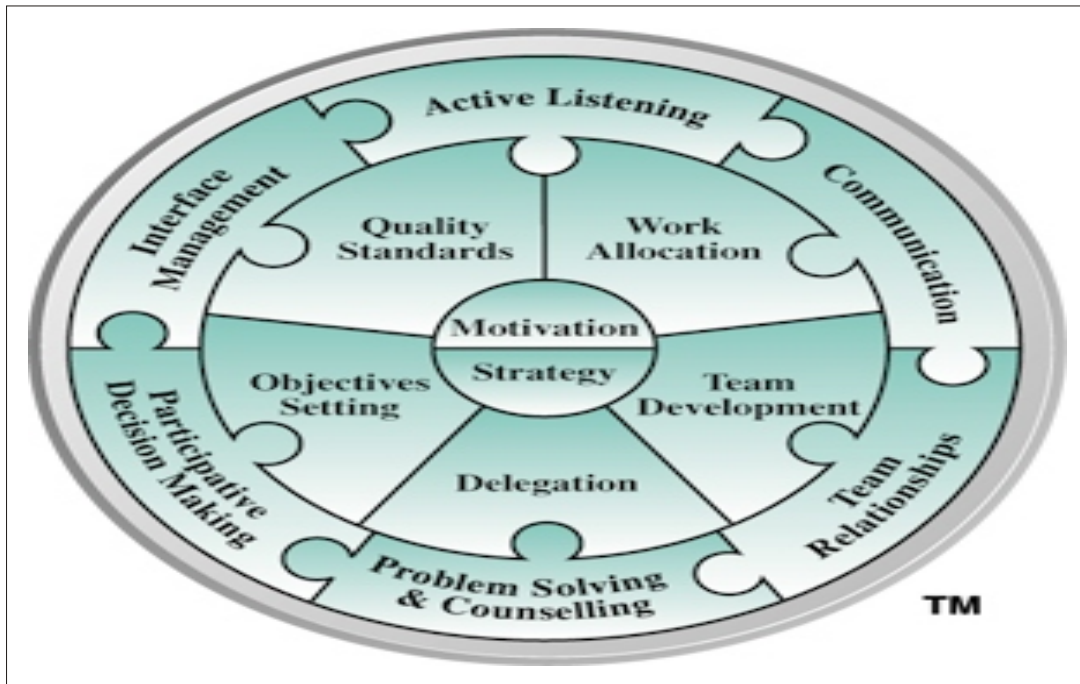 Active Listening
Communication
Team
Relationships
Problem Solving
& Counselling
Participative
Decision Making
Interface
Management
Quality
Standards
Work
Allocation
Team
Development
Delegation
Objectives
Setting
Motivation
Strategy
TM